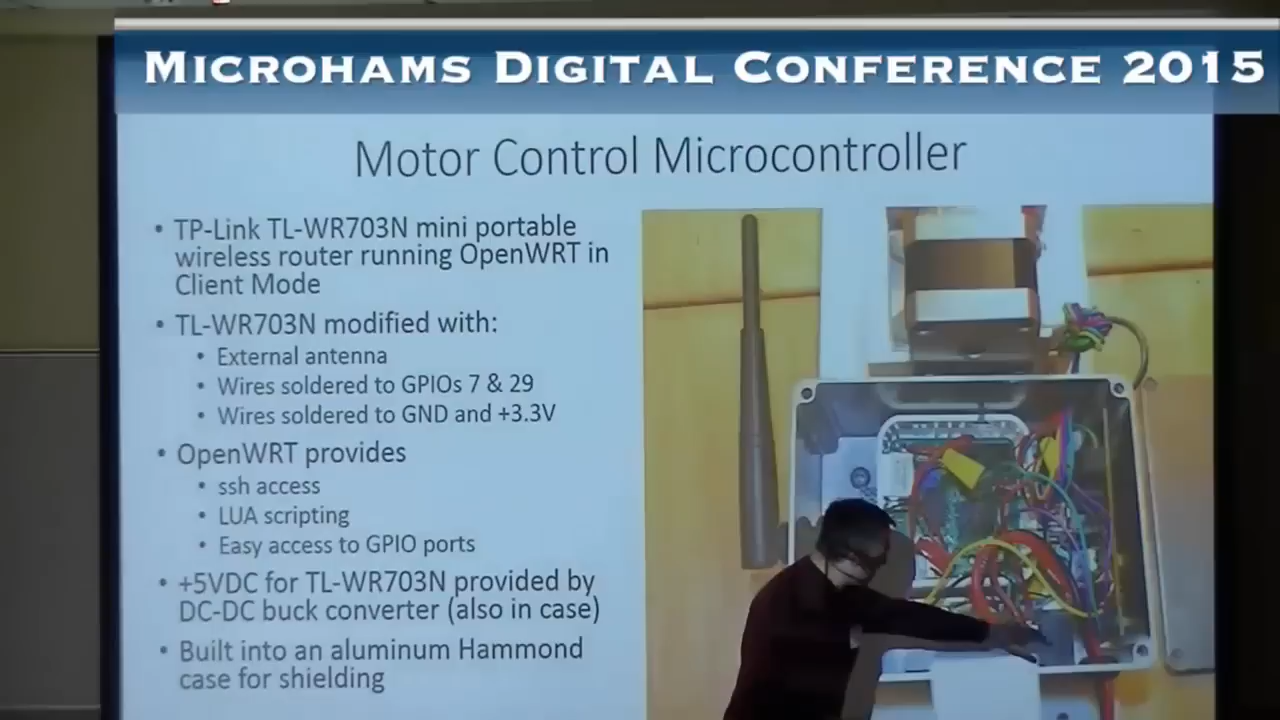 MICROHAMS DIGITAL CONFERENCE 2015
Motor Control Microcontroller
• TP-Link TL-WR703N mini portable
wireless router running OpenWRT in
Client Mode
• TL-WR703N modified with:
• External antenna
• Wires soldered to GPIOs 7 & 29
• Wires soldered to GND and +3.3V
• OpenWRT provides
• ssh access
• LUA scripting
• Easy access to GPIO ports
• +5VDC for TL-WR703N provided by
DC-DC buck converter (also in case)
• Built into an aluminum Hammond
case for shielding